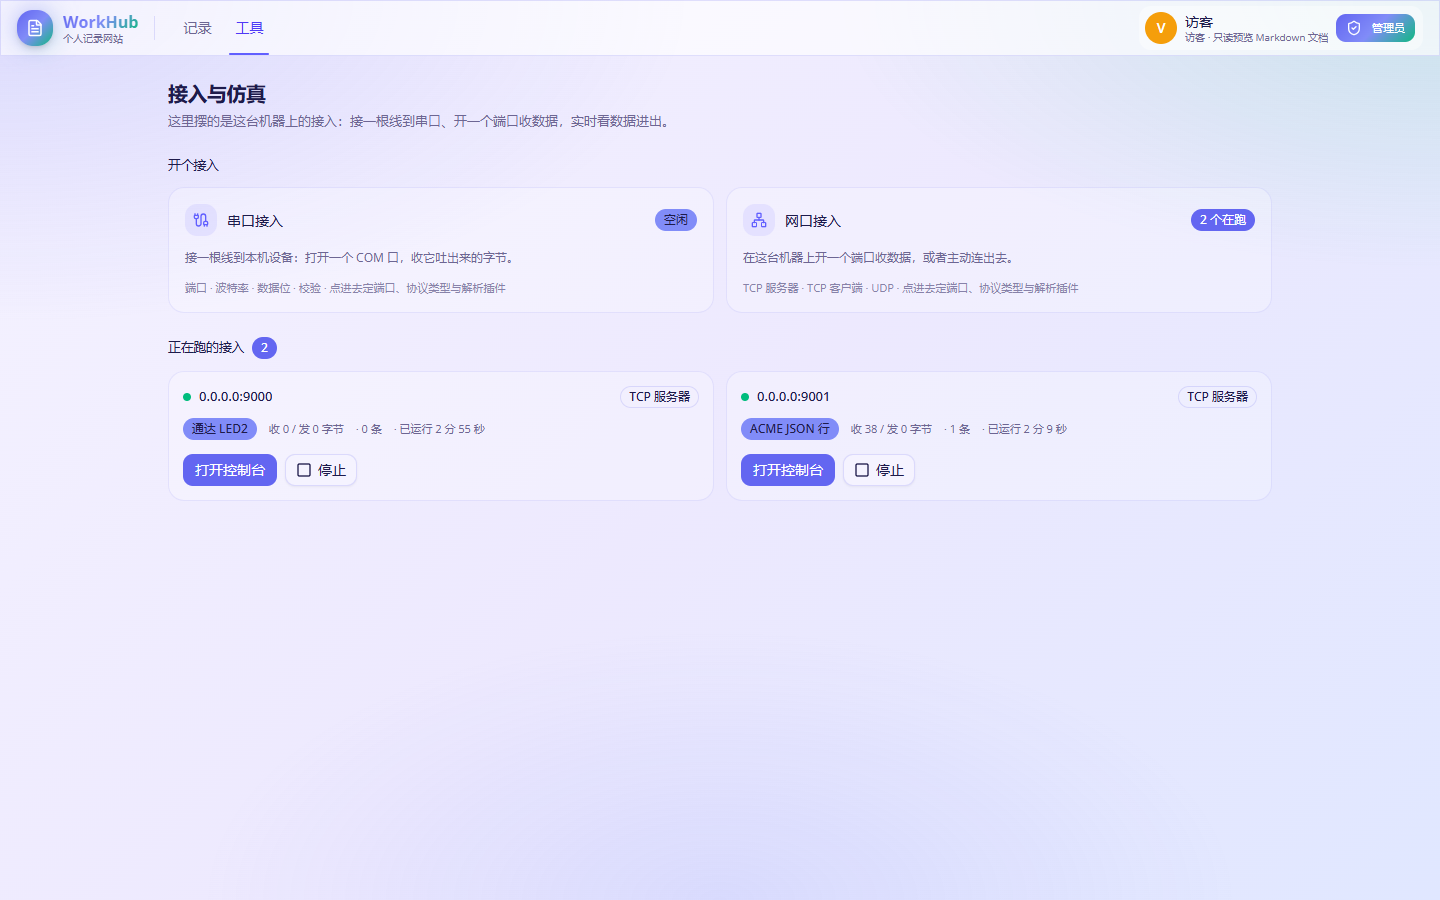 WorkHub
个人记录网站
记录
工具
V
访客
访客 · 只读预览 Markdown 文档
管理员
接入与仿真
这里摆的是这台机器上的接入：接一根线到串口、开一个端口收数据，实时看数据进出。
开个接入
串口接入
空闲
接一根线到本机设备：打开一个 COM 口，收它吐出来的字节。
端口 · 波特率 · 数据位 · 校验 · 点进去定端口、协议类型与解析插件
网口接入
2 个在跑
在这台机器上开一个端口收数据，或者主动连出去。
TCP 服务器 · TCP 客户端 · UDP · 点进去定端口、协议类型与解析插件
正在跑的接入 2
0.0.0.0:9000
TCP 服务器
通达 LED2 收 0 / 发 0 字节 · 0 条 · 已运行 2 分 55 秒
打开控制台 停止
0.0.0.0:9001
TCP 服务器
ACME JSON 行 收 38 / 发 0 字节 · 1 条 · 已运行 2 分 9 秒
打开控制台 停止